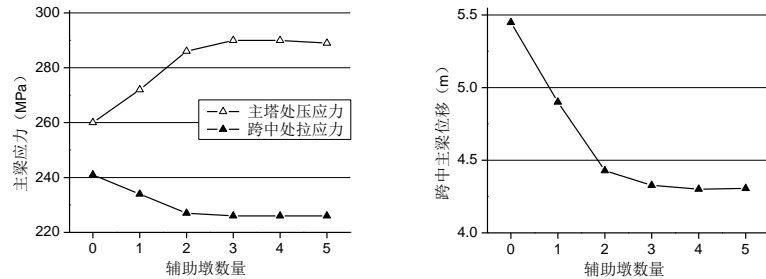 300
280
260
240
220
主梁应力（MPa）
主塔处压应力
跨中处拉应力
0 1 2 3 4 5
辅助墩数量
5.5
5.0
4.5
4.0
跨中主梁位移（m）
0 1 2 3 4 5
辅助墩数量